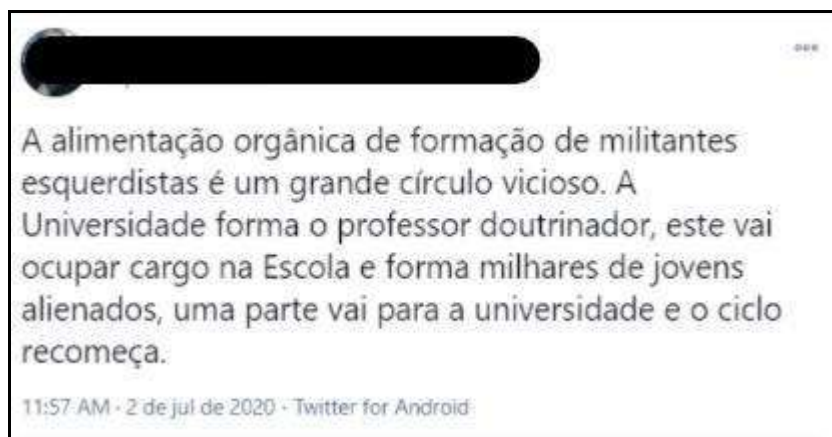 A alimentação orgânica de formação de militantes
esquerdistas é um grande círculo vicioso. A
Universidade forma o professor doutrinador, este vai
ocupar cargo na Escola e forma milhares de jovens
alienados, uma parte vai para a universidade e o ciclo
recomeça.
11:57 AM · 2 de jul de 2020 · Twitter for Android